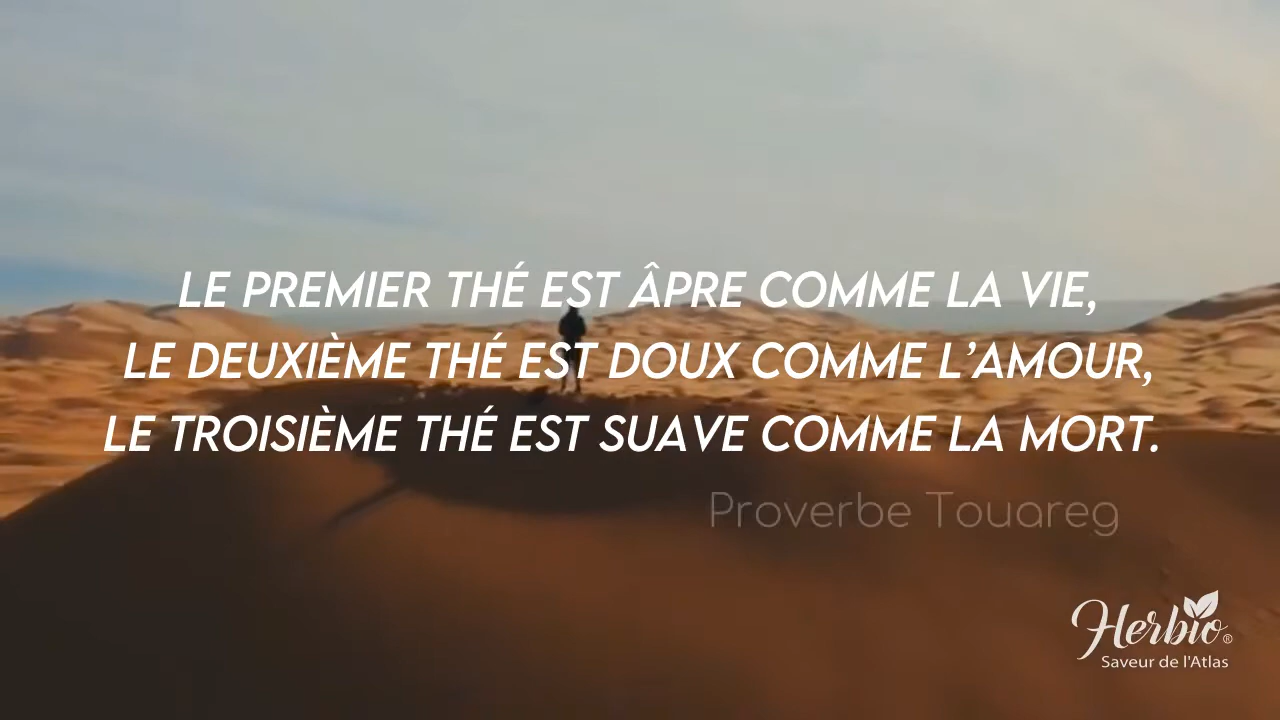 LE PREMIER THÉ EST ÂPRE COMME LA VIE,
LE DEUXIÈME THÉ EST DOUX COMME L’AMOUR,
LE TROISIÈME THÉ EST SUAVE COMME LA MORT.
Proverbe Touareg
Herbio®
Saveur de l'Atlas